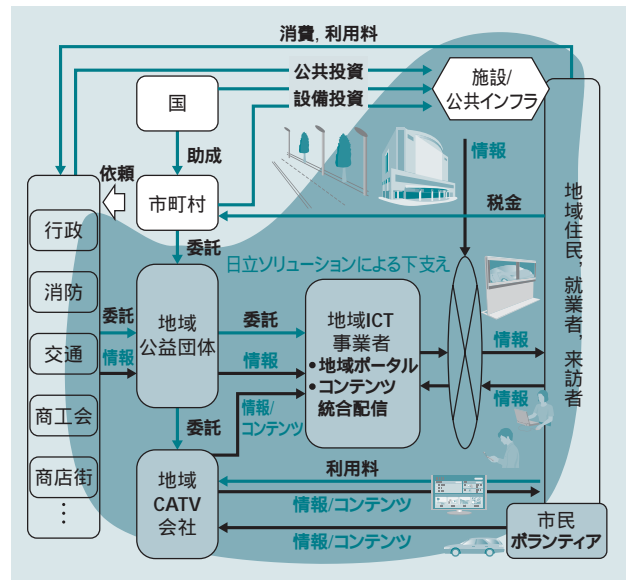 消費, 利用料
公共投資
設備投資
施設/
公共インフラ
国
助成
情報
依頼
市町村
税金
行政
消防
交通
商工会
商店街
⋮
委託
日立ソリューションによる下支え
委託
情報
地域
公益団体
委託
情報
地域ICT
事業者
•地域ポータル
•コンテンツ
統合配信
情報
情報
地域住民，就業者，来訪者
委託
情報/
コンテンツ
地域
CATV
会社
利用料
情報/コンテンツ
情報/コンテンツ
市民
ボランティア